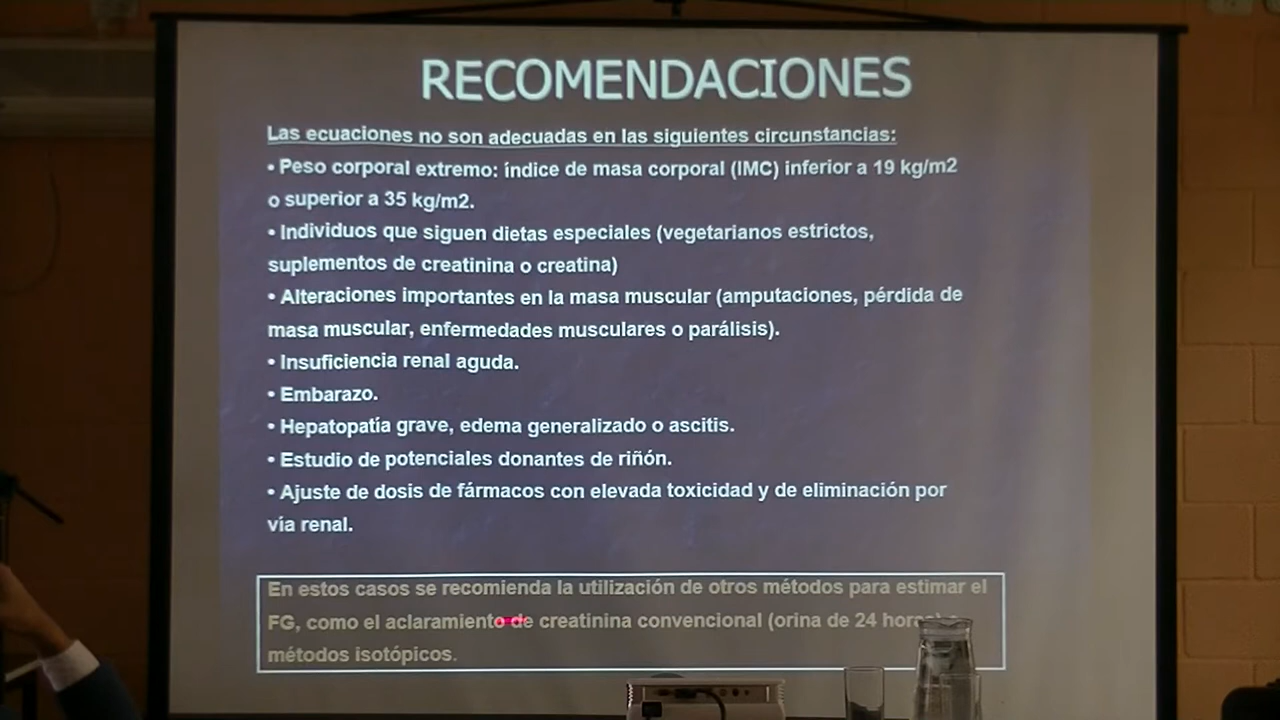 RECOMENDACIONES
Las ecuaciones no son adecuadas en las siguientes circunstancias:
• Peso corporal extremo: índice de masa corporal (IMC) inferior a 19 kg/m2
o superior a 35 kg/m2.
• Individuos que siguen dietas especiales (vegetarianos estrictos,
suplementos de creatinina o creatina)
• Alteraciones importantes en la masa muscular (amputaciones, pérdida de
masa muscular, enfermedades musculares o parálisis).
• Insuficiencia renal aguda.
• Embarazo.
• Hepatopatía grave, edema generalizado o ascitis.
• Estudio de potenciales donantes de riñón.
• Ajuste de dosis de fármacos con elevada toxicidad y de eliminación por
vía renal.
En estos casos se recomienda la utilización de otros métodos para estimar el
FG, como el aclaramiento de creatinina convencional (orina de 24
métodos isotópicos.